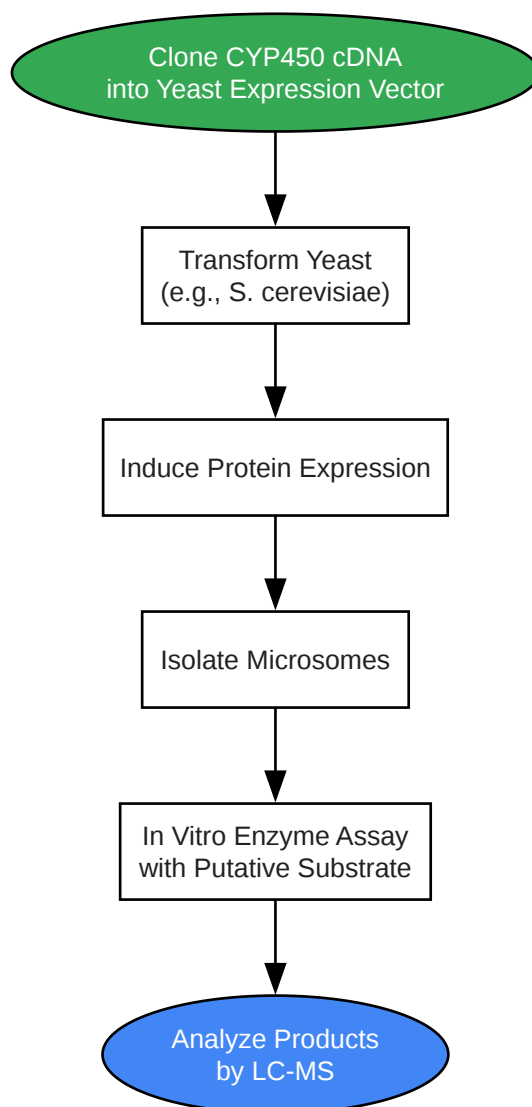 Clone CYP450 cDNA
into Yeast Expression Vector
Transform Yeast
(e.g., S. cerevisiae)
Induce Protein Expression
Isolate Microsomes
In Vitro Enzyme Assay
with Putative Substrate
Analyze Products
by LC-MS